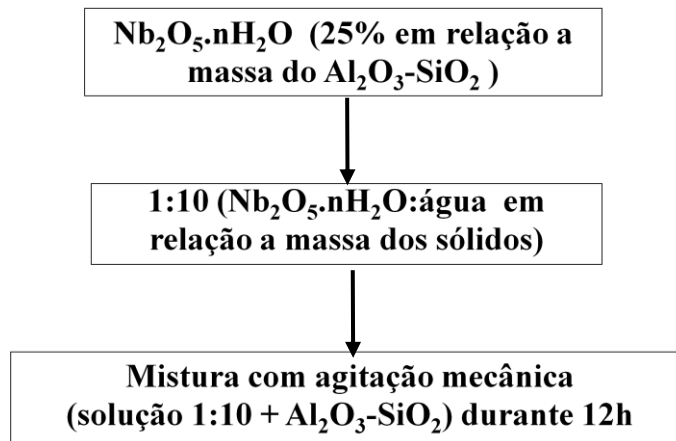 Nb₂O₅.nH₂O (25% em relação a
massa do Al₂O₃-SiO₂ )
1:10 (Nb₂O₅.nH₂O:água em
relação a massa dos sólidos)
Mistura com agitação mecânica
(solução 1:10 + Al₂O₃-SiO₂) durante 12h